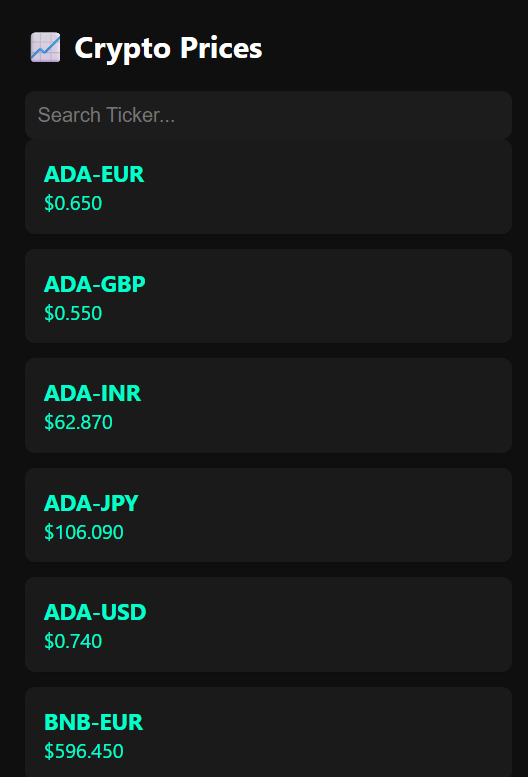 Crypto Prices
Search Ticker...
ADA-EUR
$0.650
ADA-GBP
$0.550
ADA-INR
$62.870
ADA-JPY
$106.090
ADA-USD
$0.740
BNB-EUR
$596.450